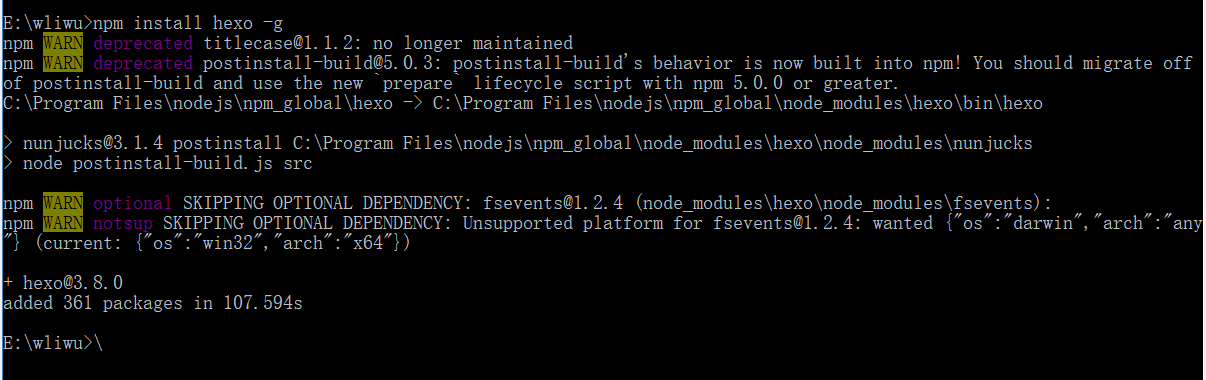 E:\wliwu>npm install hexo -g
npm WARN deprecated titlecase@1.1.2: no longer maintained
npm WARN deprecated postinstall-build@5.0.3: postinstall-build's behavior is now built into npm! You should migrate off
of postinstall-build and use the new `prepare` lifecycle script with npm 5.0.0 or greater.
C:\Program Files\nodejs\npm_global\hexo -> C:\Program Files\nodejs\npm_global\node_modules\hexo\bin\hexo
> nunjucks@3.1.4 postinstall C:\Program Files\nodejs\npm_global\node_modules\hexo\node_modules\nunjucks
> node postinstall-build.js src
npm WARN optional SKIPPING OPTIONAL DEPENDENCY: fsevents@1.2.4 (node_modules\hexo\node_modules\fsevents):
npm WARN notsup SKIPPING OPTIONAL DEPENDENCY: Unsupported platform for fsevents@1.2.4: wanted {"os":"darwin","arch":"any
"} (current: {"os":"win32","arch":"x64"})
+ hexo@3.8.0
added 361 packages in 107.594s
E:\wliwu>\